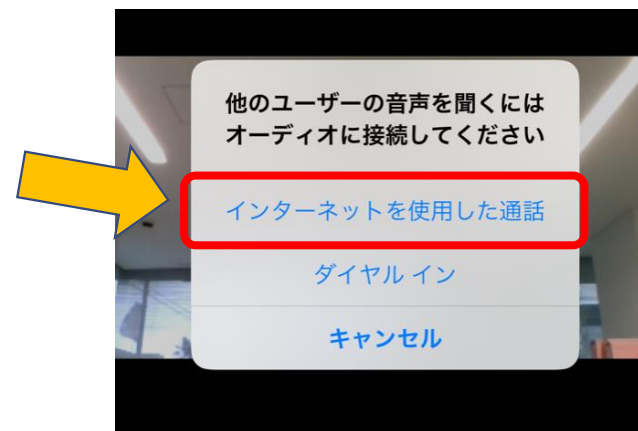 他のユーザーの音声を聞くには
オーディオに接続してください
インターネットを使用した通話
ダイヤル イン
キャンセル